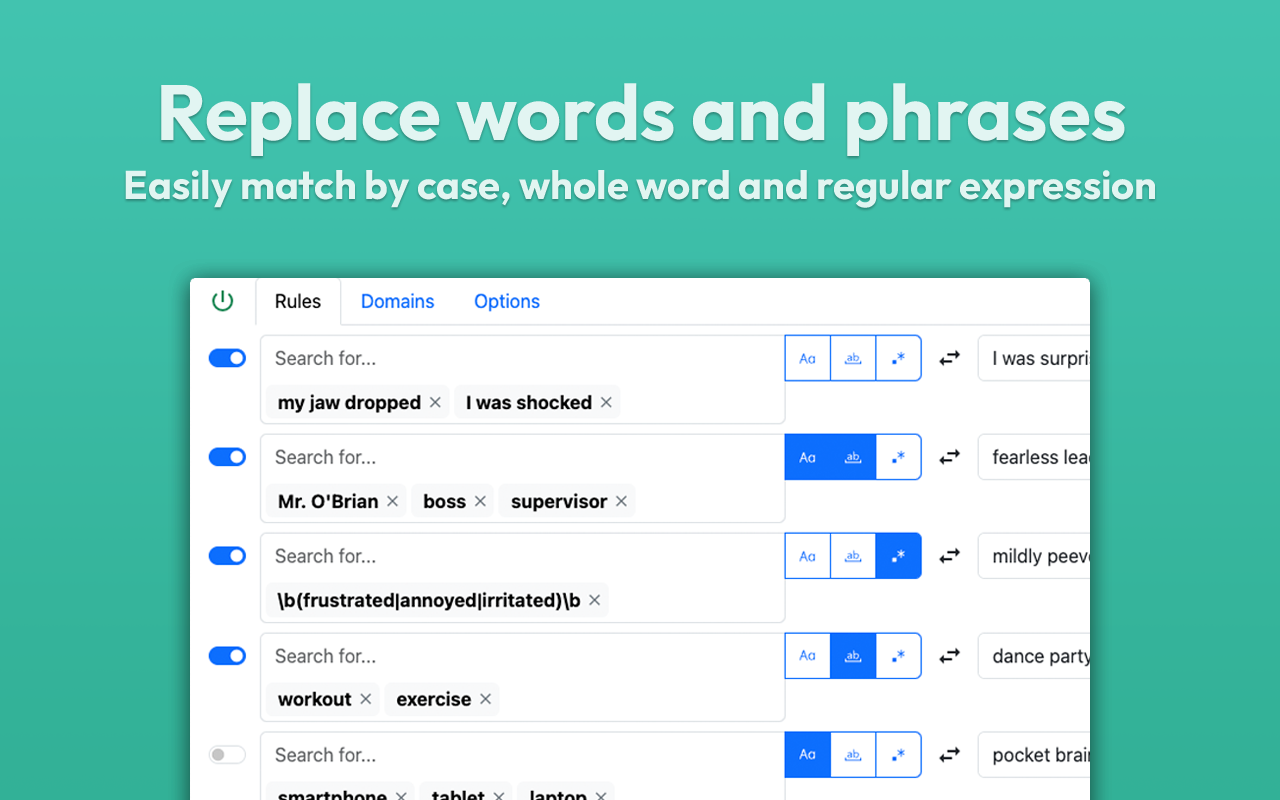 Replace words and phrases
Easily match by case, whole word and regular expression
Rules Domains Options
Search for... Aa ab .* I was surpri
my jaw dropped × I was shocked ×
Search for... Aa ab .* fearless lea
Mr. O'Brian × boss × supervisor ×
Search for... Aa ab .* mildly peev
\b(frustrated|annoyed|irritated)\b ×
Search for... Aa ab .* dance party
workout × exercise ×
Search for... Aa ab .* pocket brai
smartphone × tablet × laptop ×